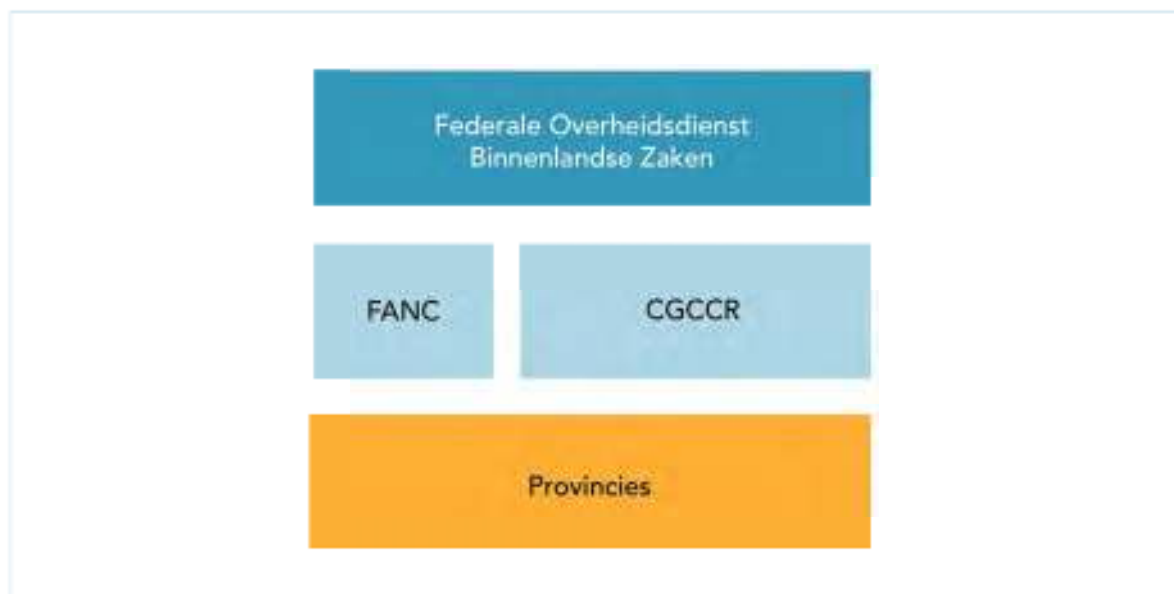 Federale Overheidsdienst
Binnenlandse Zaken
FANC
CGCCR
Provincies